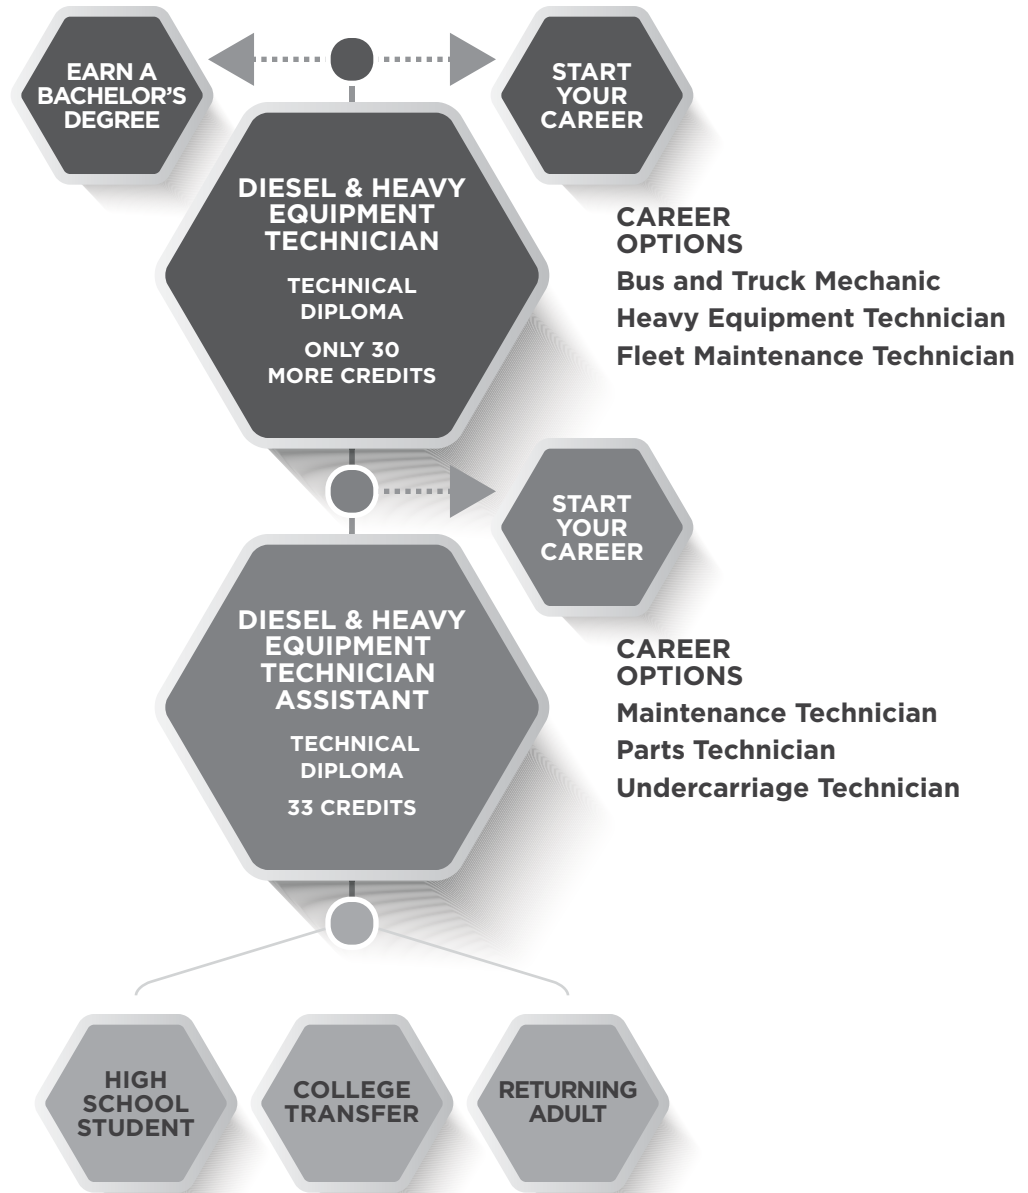 EARN A
BACHELOR’S
DEGREE
START
YOUR
CAREER
DIESEL & HEAVY
EQUIPMENT
TECHNICIAN
TECHNICAL
DIPLOMA
ONLY 30
MORE CREDITS
CAREER
OPTIONS
Bus and Truck Mechanic
Heavy Equipment Technician
Fleet Maintenance Technician
START
YOUR
CAREER
DIESEL & HEAVY
EQUIPMENT
TECHNICIAN
ASSISTANT
TECHNICAL
DIPLOMA
33 CREDITS
CAREER
OPTIONS
Maintenance Technician
Parts Technician
Undercarriage Technician
HIGH
SCHOOL
STUDENT
COLLEGE
TRANSFER
RETURNING
ADULT